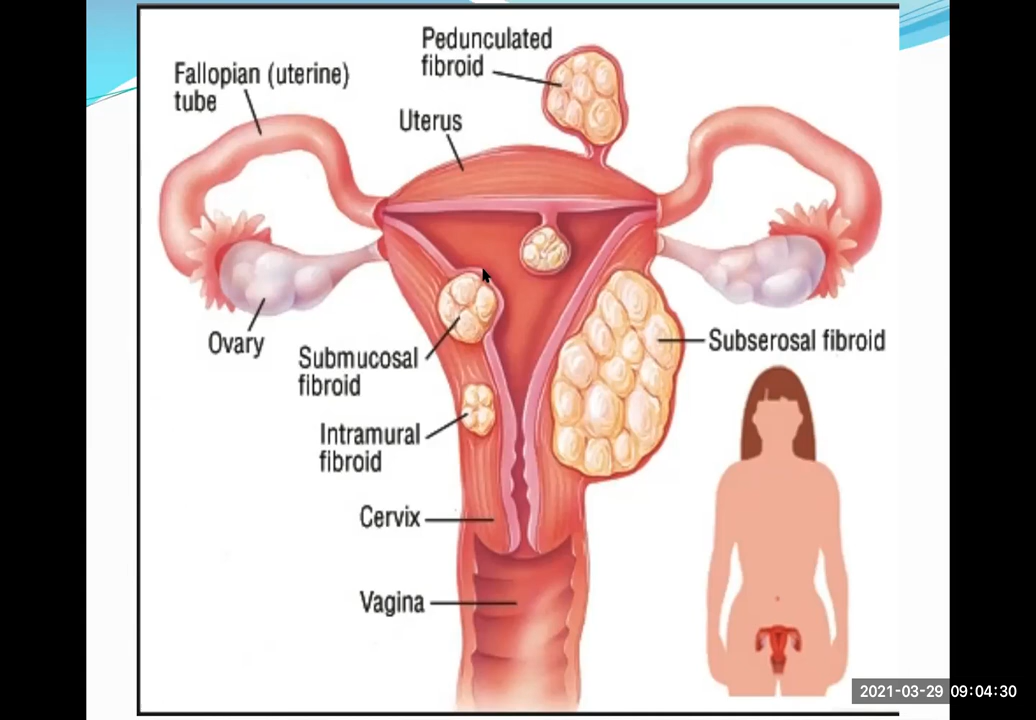 Pedunculated
fibroid
Fallopian (uterine)
tube
Uterus
Ovary
Submucosal
fibroid
Subserosal fibroid
Intramural
fibroid
Cervix
Vagina
2021-03-29 09:04:30